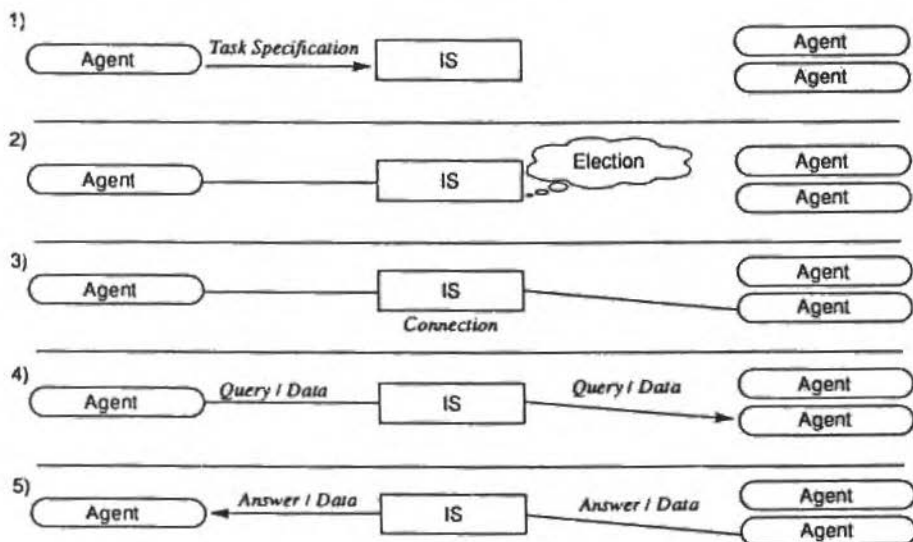 1)
Agent
Task Specification
IS
Agent
Agent
2)
Agent
IS
Election
Agent
Agent
3)
Agent
IS
Connection
Agent
Agent
4)
Agent
Query / Data
IS
Query / Data
Agent
Agent
5)
Agent
Answer / Data
IS
Answer / Data
Agent
Agent